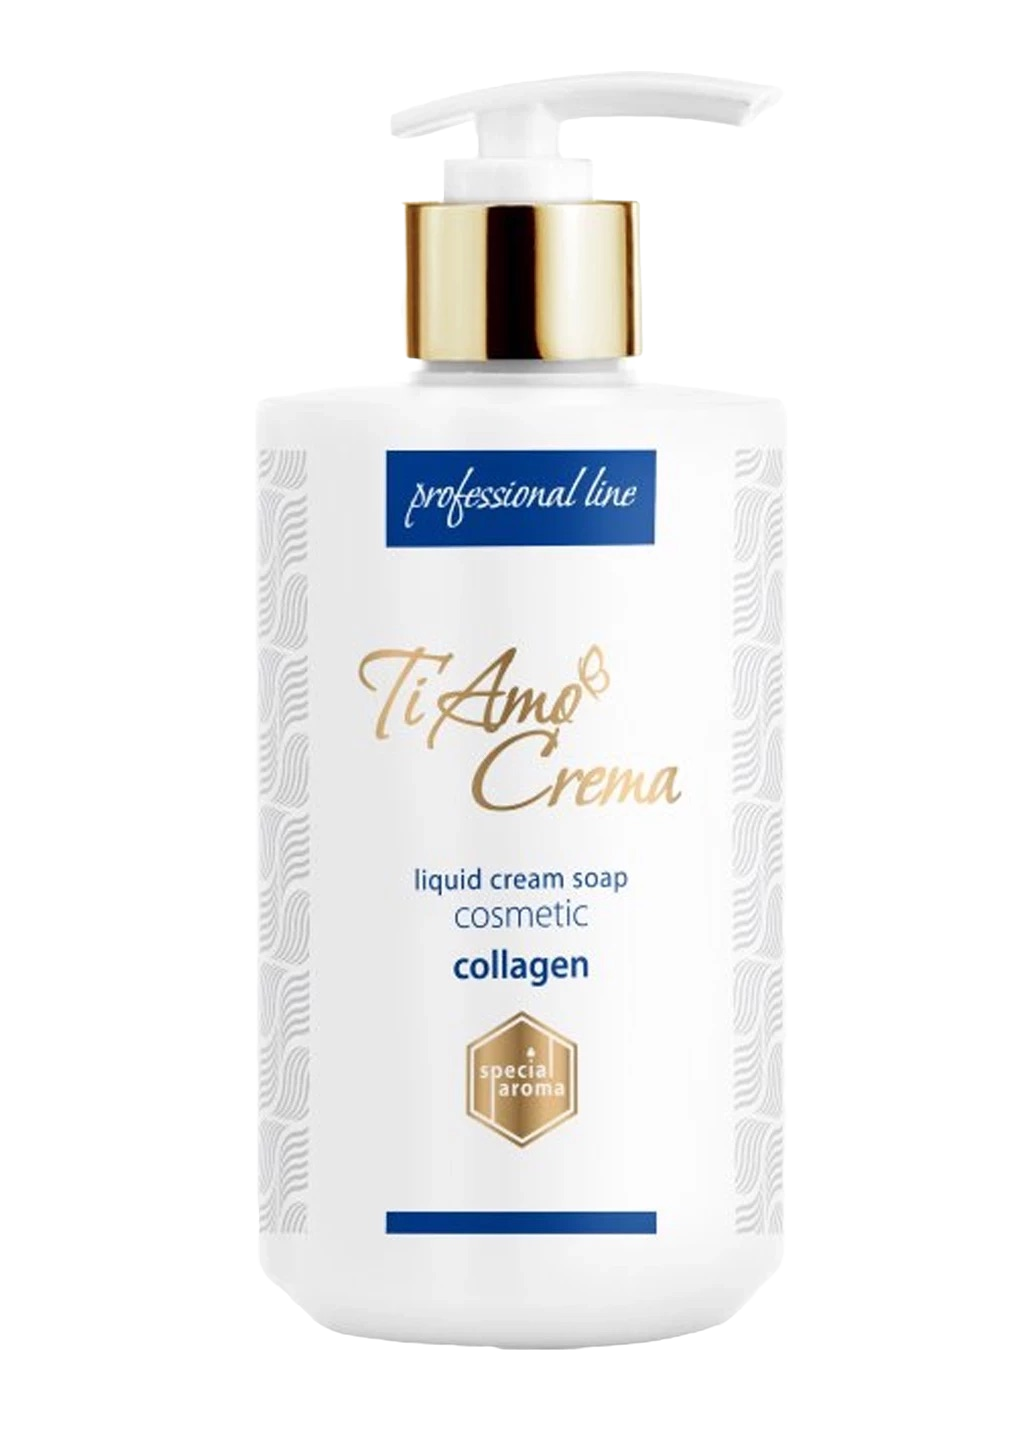 professional line
Ti Amo
Crema
liquid cream soap
cosmetic
collagen
special
aroma